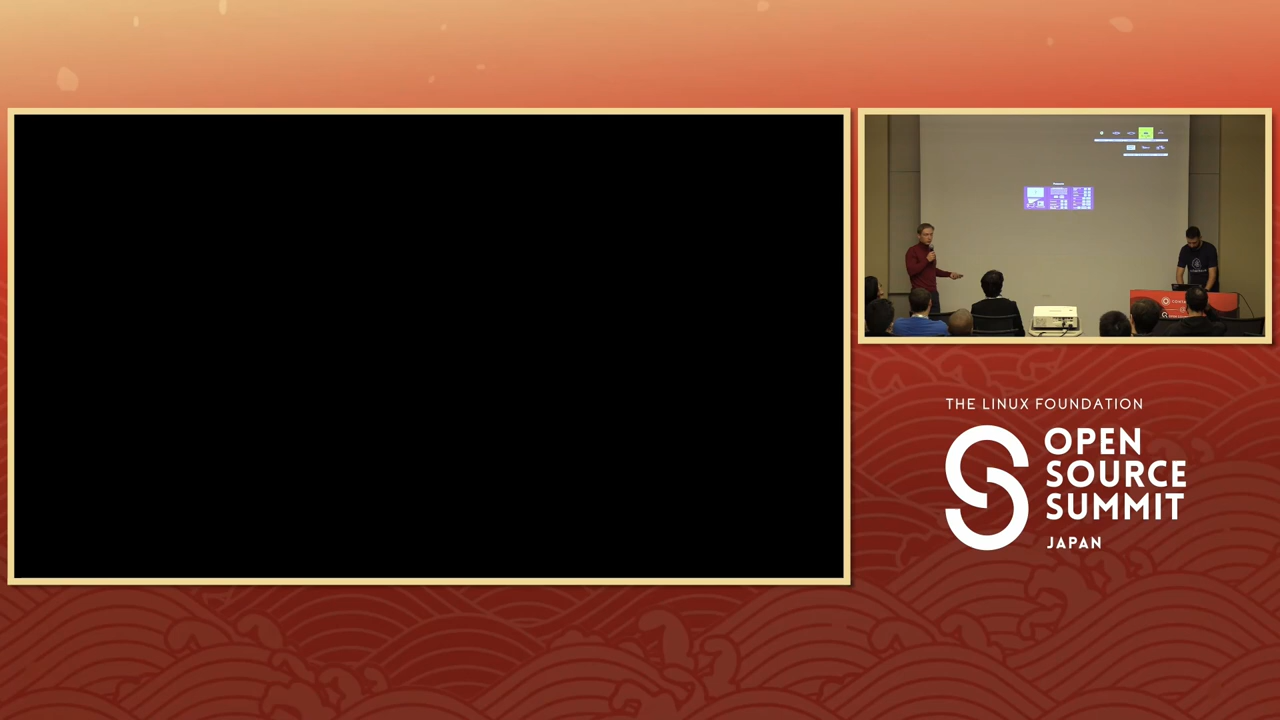 THE LINUX FOUNDATION
OPEN
SOURCE
SUMMIT
JAPAN